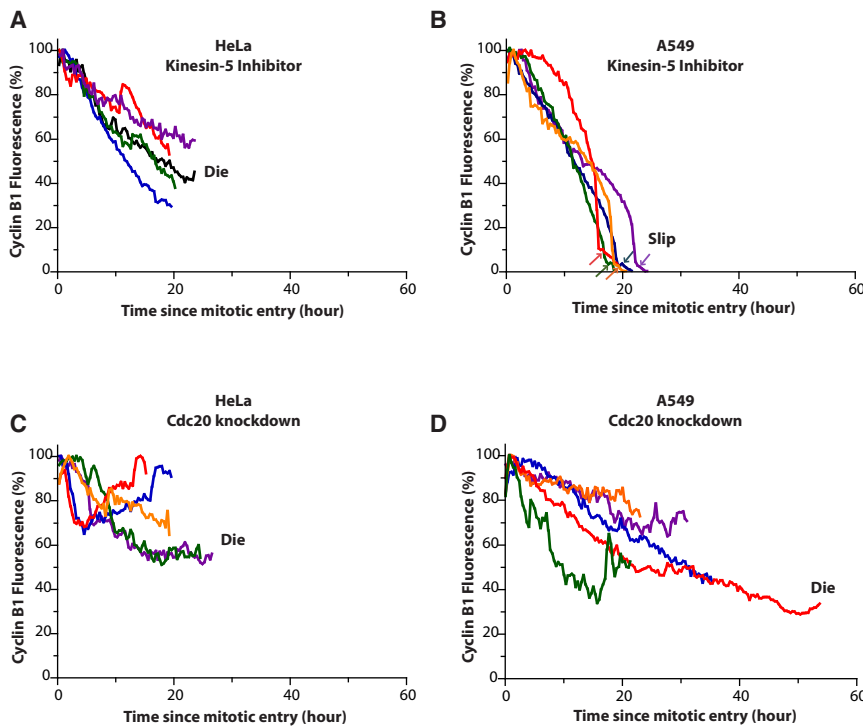 A
HeLa
Kinesin-5 Inhibitor
Cyclin B1 Fluorescence (%)
100
80
60
40
20
0
Die
0
20
40
60
Time since mitotic entry (hour)
B
A549
Kinesin-5 Inhibitor
Cyclin B1 Fluorescence (%)
100
80
60
40
20
0
Slip
0
20
40
60
Time since mitotic entry (hour)
C
HeLa
Cdc20 knockdown
Cyclin B1 Fluorescence (%)
100
80
60
40
20
0
Die
0
20
40
60
Time since mitotic entry (hour)
D
A549
Cdc20 knockdown
Cyclin B1 Fluorescence (%)
100
80
60
40
20
0
Die
0
20
40
60
Time since mitotic entry (hour)